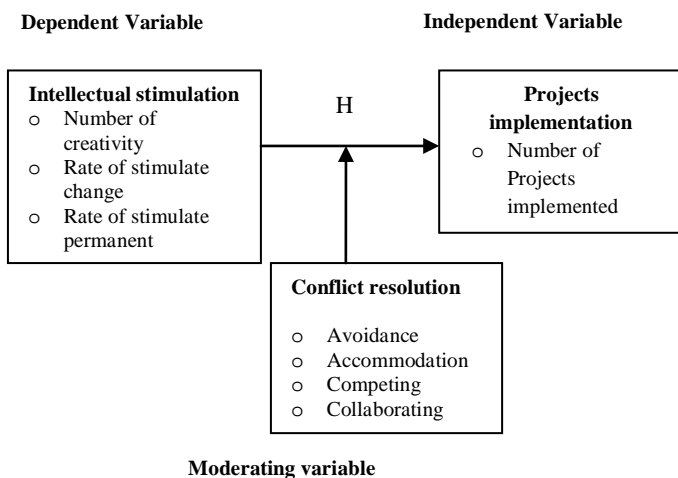 Dependent Variable
Independent Variable
Intellectual stimulation
o Number of
creativity
o Rate of stimulate
change
o Rate of stimulate
permanent
H
Projects
implementation
o Number of
Projects
implemented
Conflict resolution
o Avoidance
o Accommodation
o Competing
o Collaborating
Moderating variable